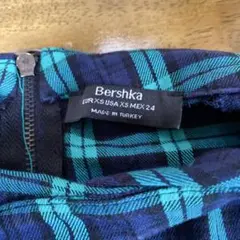 Bershka
EUR XS USA XS MEX 24
MADE IN TURKEY